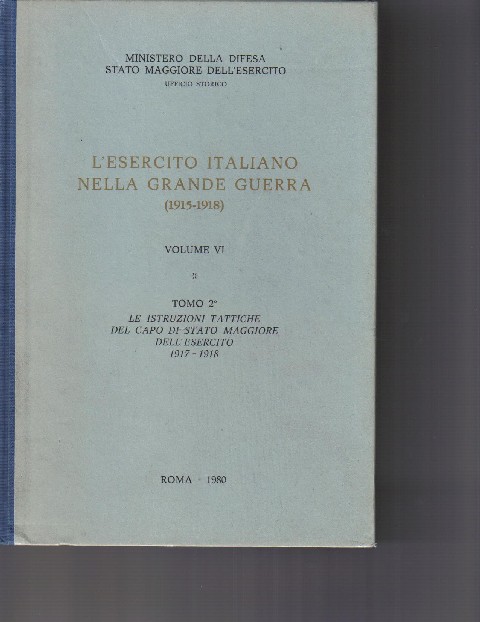 MINISTERO DELLA DIFESA
STATO MAGGIORE DELL'ESERCITO
UFFICIO STORICO
L'ESERCITO ITALIANO
NELLA GRANDE GUERRA
(1915-1918)
VOLUME VI
TOMO 2°
LE ISTRUZIONI TATTICHE
DEL CAPO DI STATO MAGGIORE
DELL'ESERCITO
1917 - 1918
ROMA - 1980